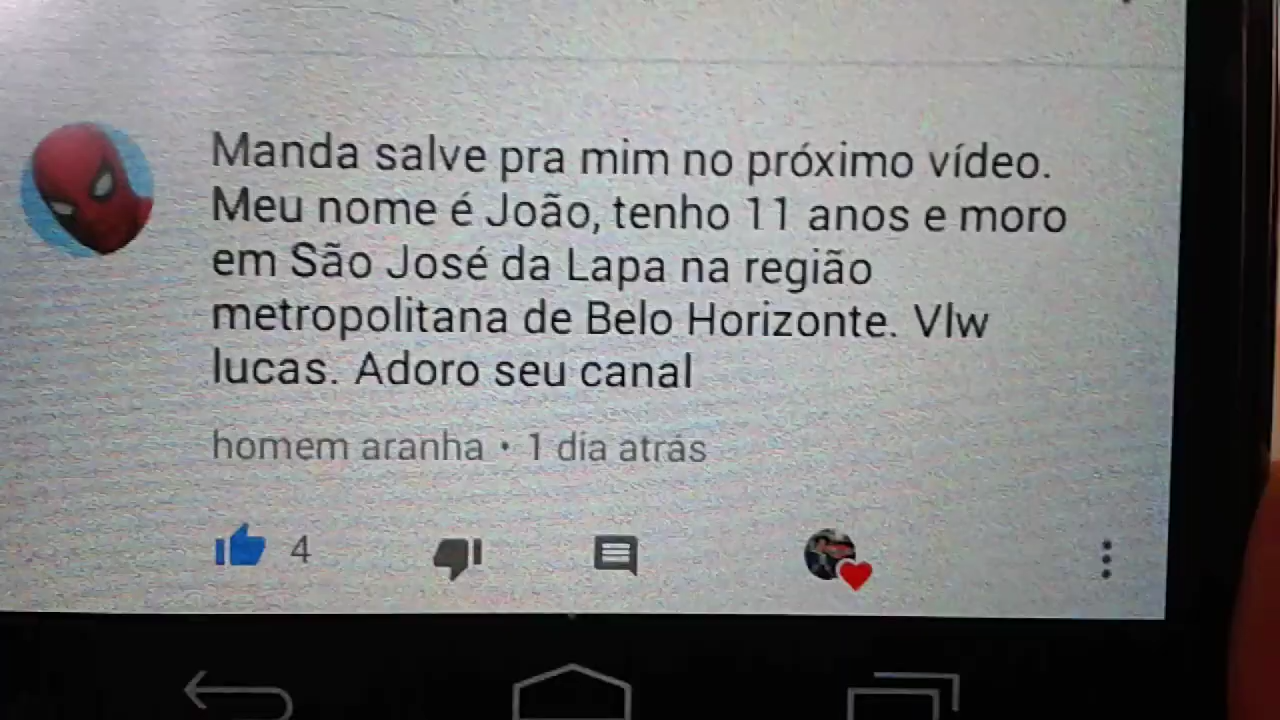 Manda salve pra mim no próximo vídeo.
Meu nome é João, tenho 11 anos e moro
em São José da Lapa na região
metropolitana de Belo Horizonte. Vlw
lucas. Adoro seu canal
homem aranha • 1 dia atrás
4